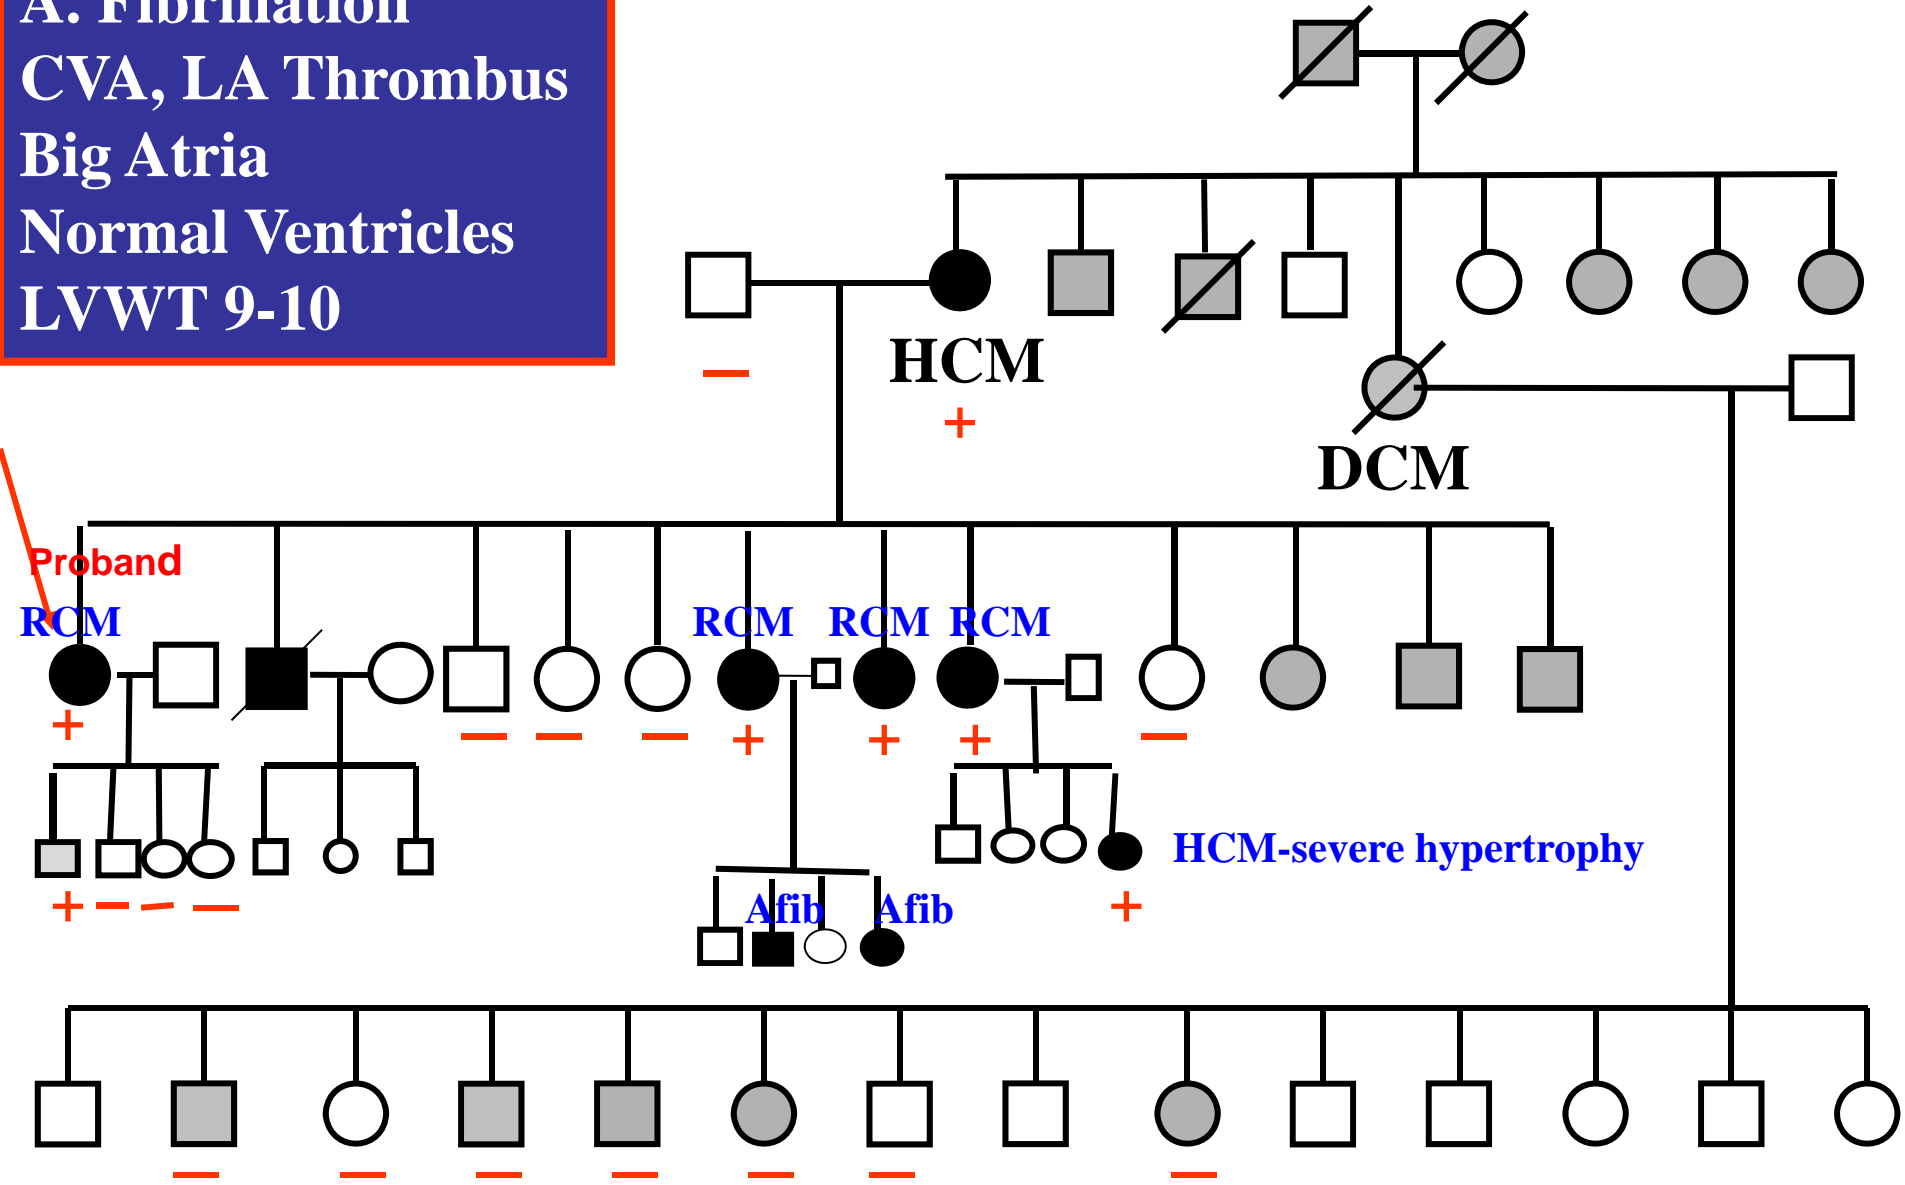 A. Fibrillation
CVA, LA Thrombus
Big Atria
Normal Ventricles
LVWT 9-10
—
HCM
+
DCM
Proband
RCM
RCM
RCM
RCM
+
— — —
+
+
+
—
HCM-severe hypertrophy
+ — — —
Afib
Afib
+
— — — — — — —